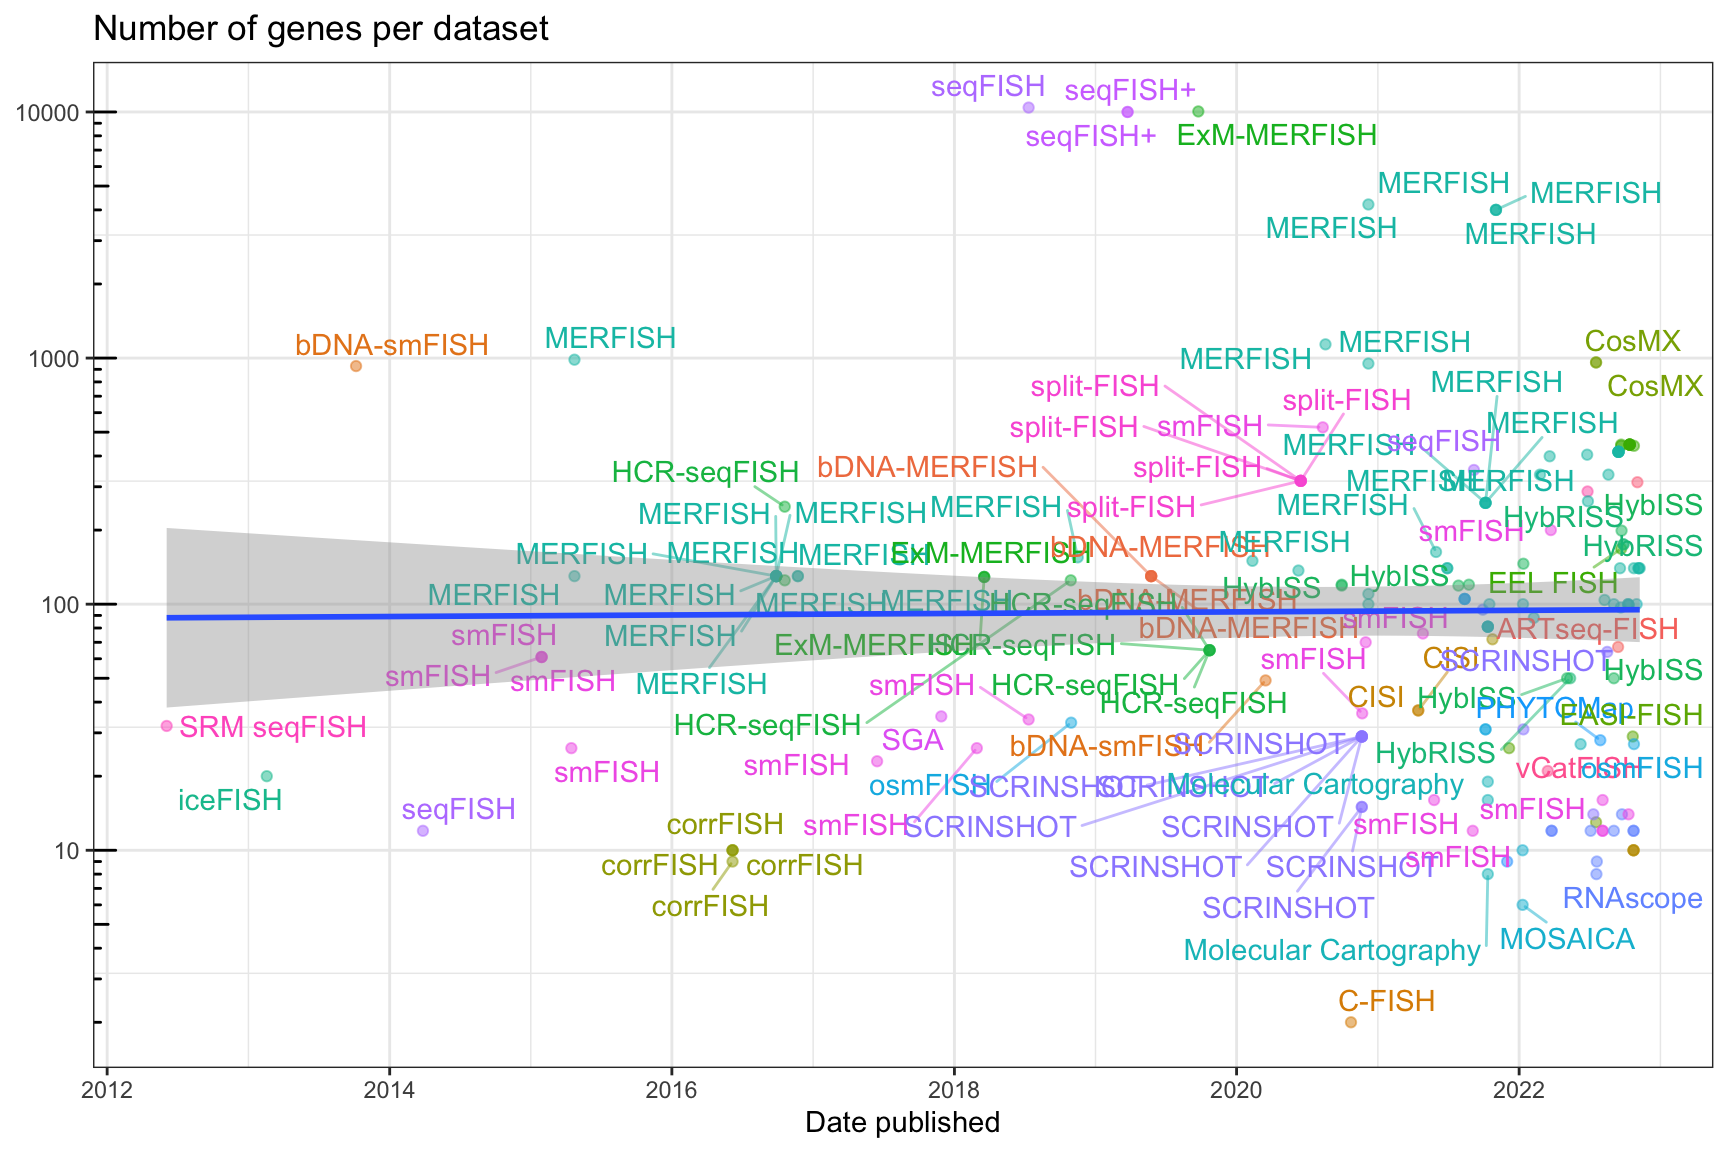 Number of genes per dataset
10000
1000
100
10
seqFISH
seqFISH+
seqFISH+
ExM-MERFISH
MERFISH
MERFISH
MERFISH
MERFISH
bDNA-smFISH
MERFISH
MERFISH
MERFISH
CosMX
CosMX
split-FISH
MERFISH
split-FISH
split-FISH
smFISH
MERFISH
MERFISH
seqFISH
HCR-seqFISH
bDNA-MERFISH
split-FISH
MERFISH
MERFISH
MERFISH
MERFISH
MERFISH
split-FISH
MERFISH
HybISS
HybRISS
smFISH
MERFISH
MERFISH
MERFISH
ExM-MERFISH
bDNA-MERFISH
MERFISH
HybRISS
MERFISH
MERFISH
HybISS
HybISS
EEL FISH
MERFISH
MERFISH
HCR-seqFISH
bDNA-MERFISH
smFISH
MERFISH
smFISH
ExM-MERFISH
HCR-seqFISH
bDNA-MERFISH
ARTseq-FISH
smFISH
smFISH
MERFISH
smFISH
HCR-seqFISH
smFISH
CISI
SCRINSHOT
HybISS
HCR-seqFISH
CISI
HybISS
PHYTOMap
EASI-FISH
SRM seqFISH
HCR-seqFISH
SGA
bDNA-smFISH
SCRINSHOT
HybRISS
smFISH
smFISH
osmFISH
SCRINSHOT
SCRINSHOT
Molecular Cartography
vCatFISH
osmFISH
iceFISH
seqFISH
corrFISH
smFISH
SCRINSHOT
SCRINSHOT
smFISH
smFISH
corrFISH
corrFISH
SCRINSHOT
SCRINSHOT
smFISH
corrFISH
SCRINSHOT
RNAscope
Molecular Cartography
MOSAICA
C-FISH
2012
2014
2016
2018
2020
2022
Date published